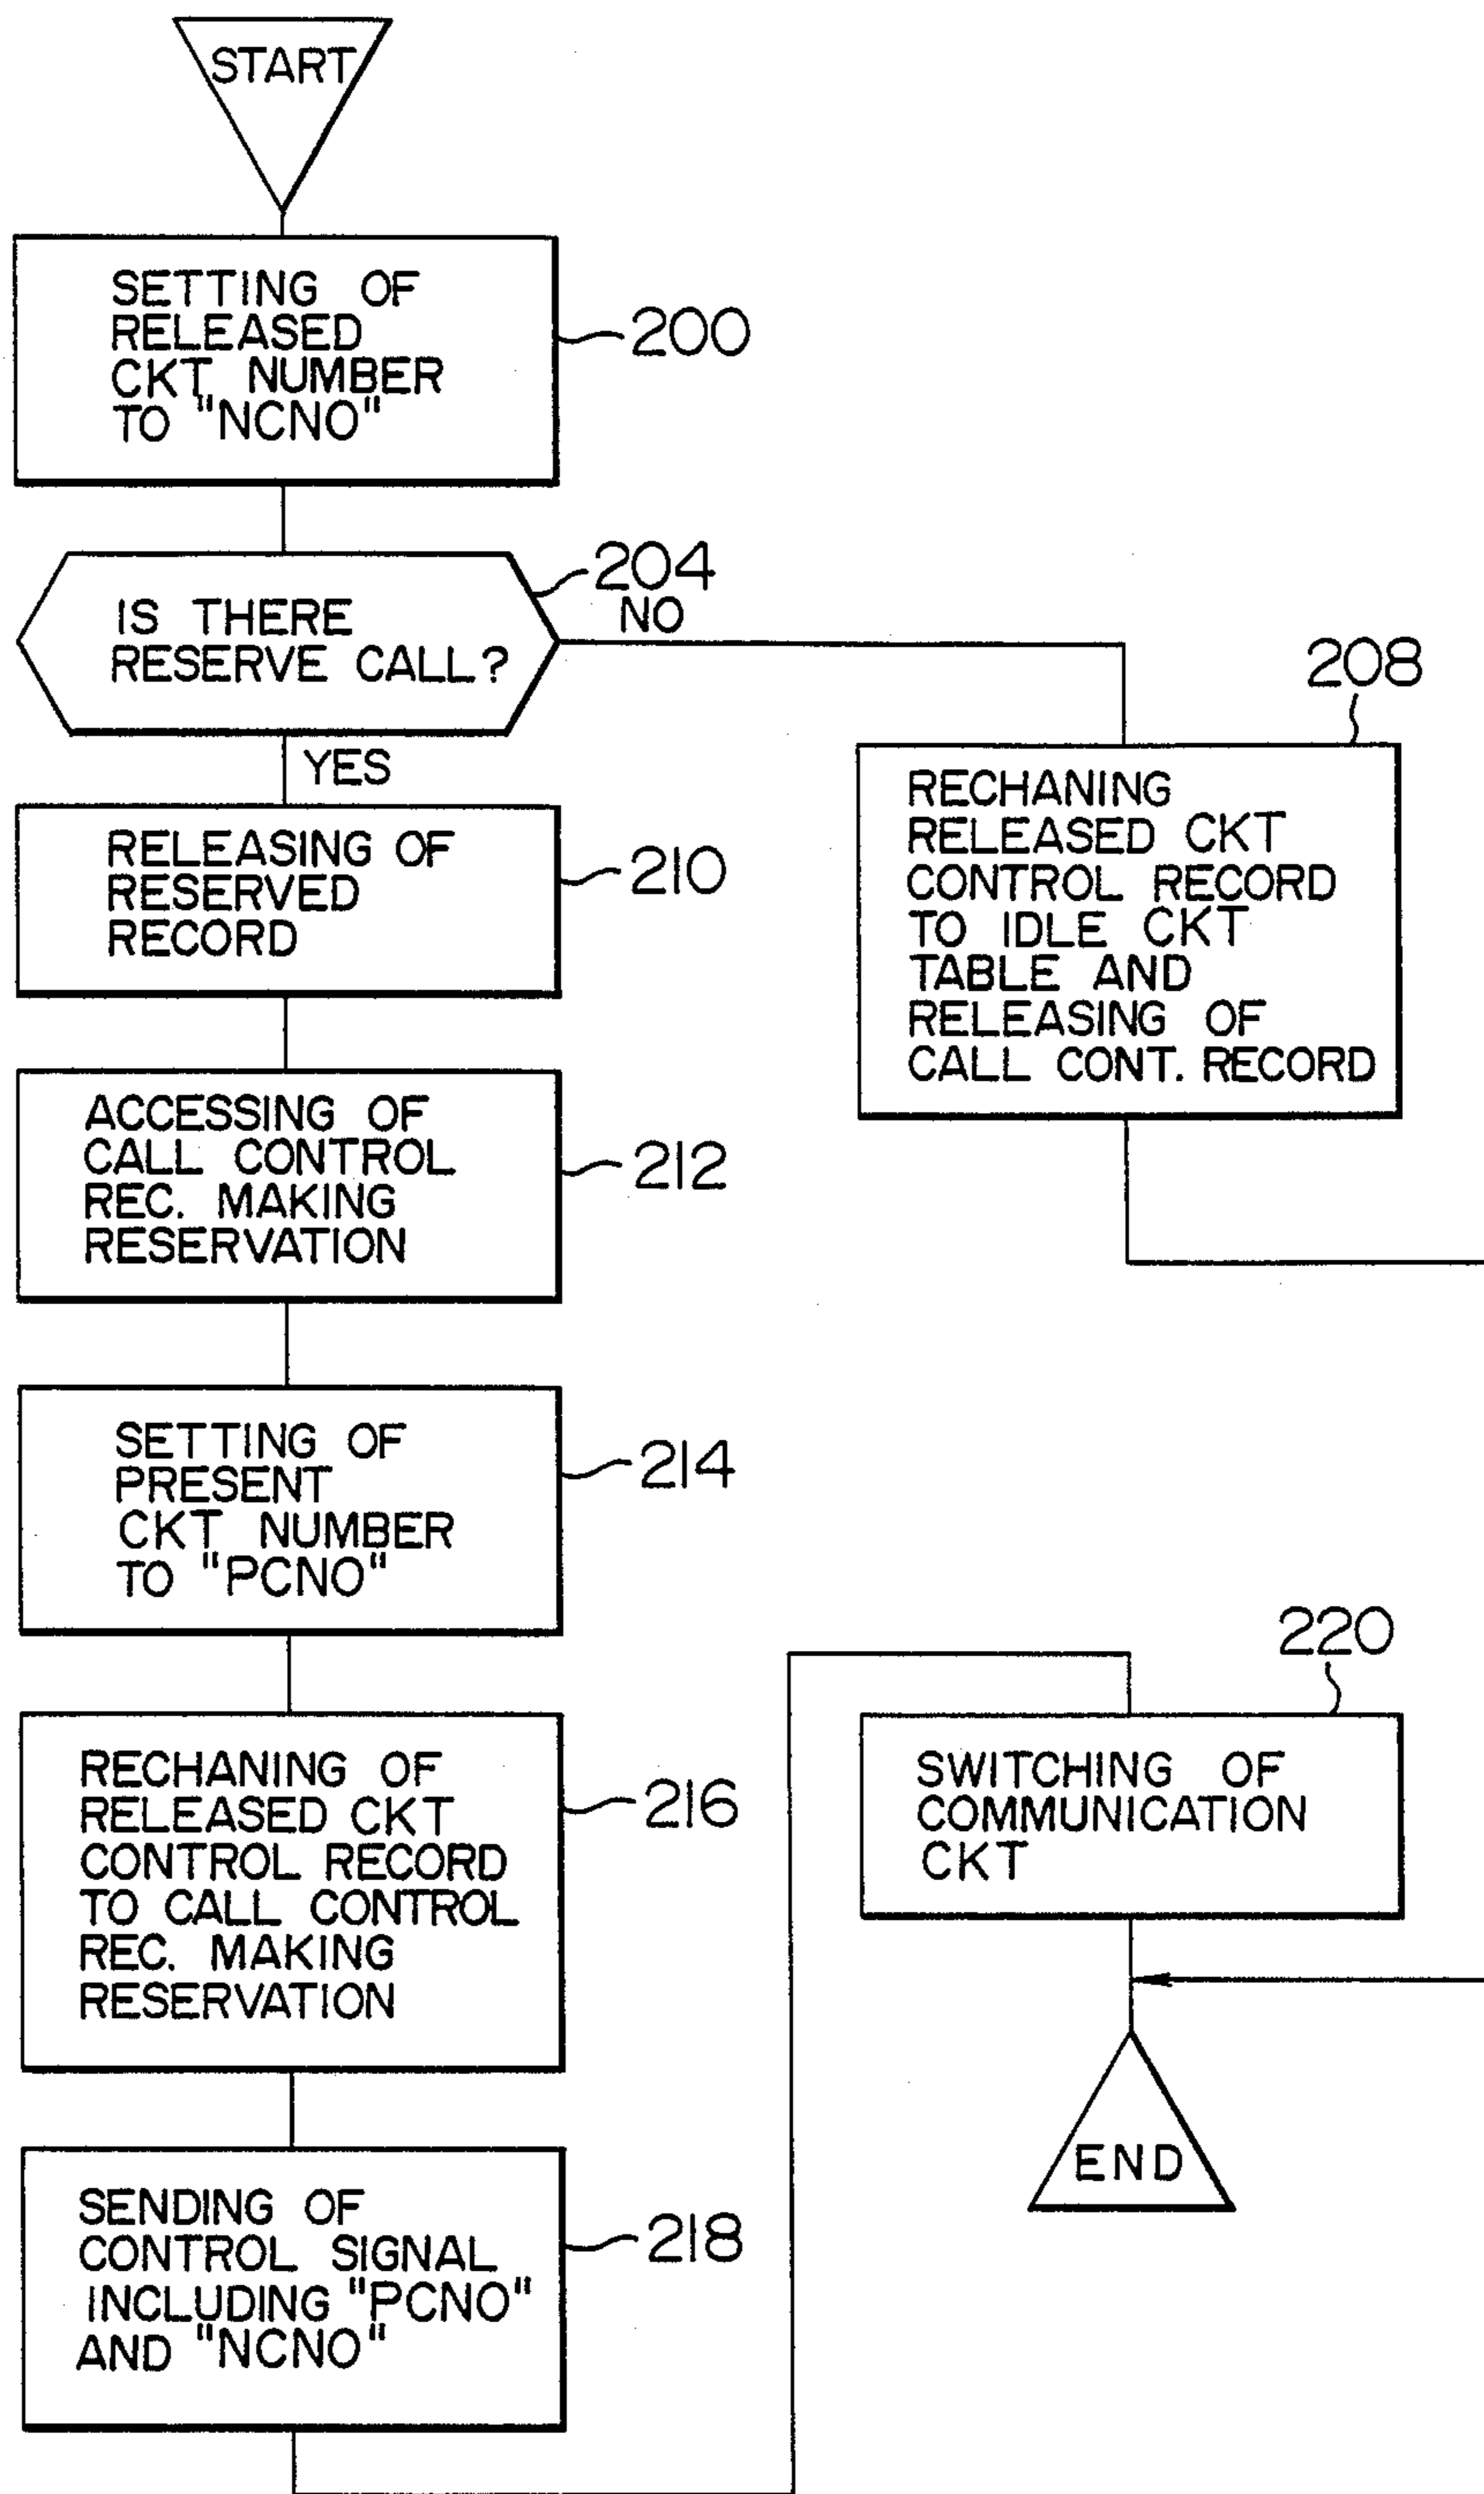 START
SETTING OF
RELEASED
CKT NUMBER
TO "NCNO"
200
IS THERE
RESERVE CALL?
204
NO
YES
208
RECHANING
RELEASED CKT
CONTROL RECORD
TO IDLE CKT
TABLE AND
RELEASING OF
CALL CONT. RECORD
RELEASING OF
RESERVED
RECORD
210
ACCESSING OF
CALL CONTROL
REC. MAKING
RESERVATION
212
SETTING OF
PRESENT
CKT NUMBER
TO "PCNO"
214
RECHANING OF
RELEASED CKT
CONTROL RECORD
TO CALL CONTROL
REC. MAKING
RESERVATION
216
SENDING OF
CONTROL SIGNAL
INCLUDING "PCNO"
AND "NCNO"
218
220
SWITCHING OF
COMMUNICATION
CKT
END